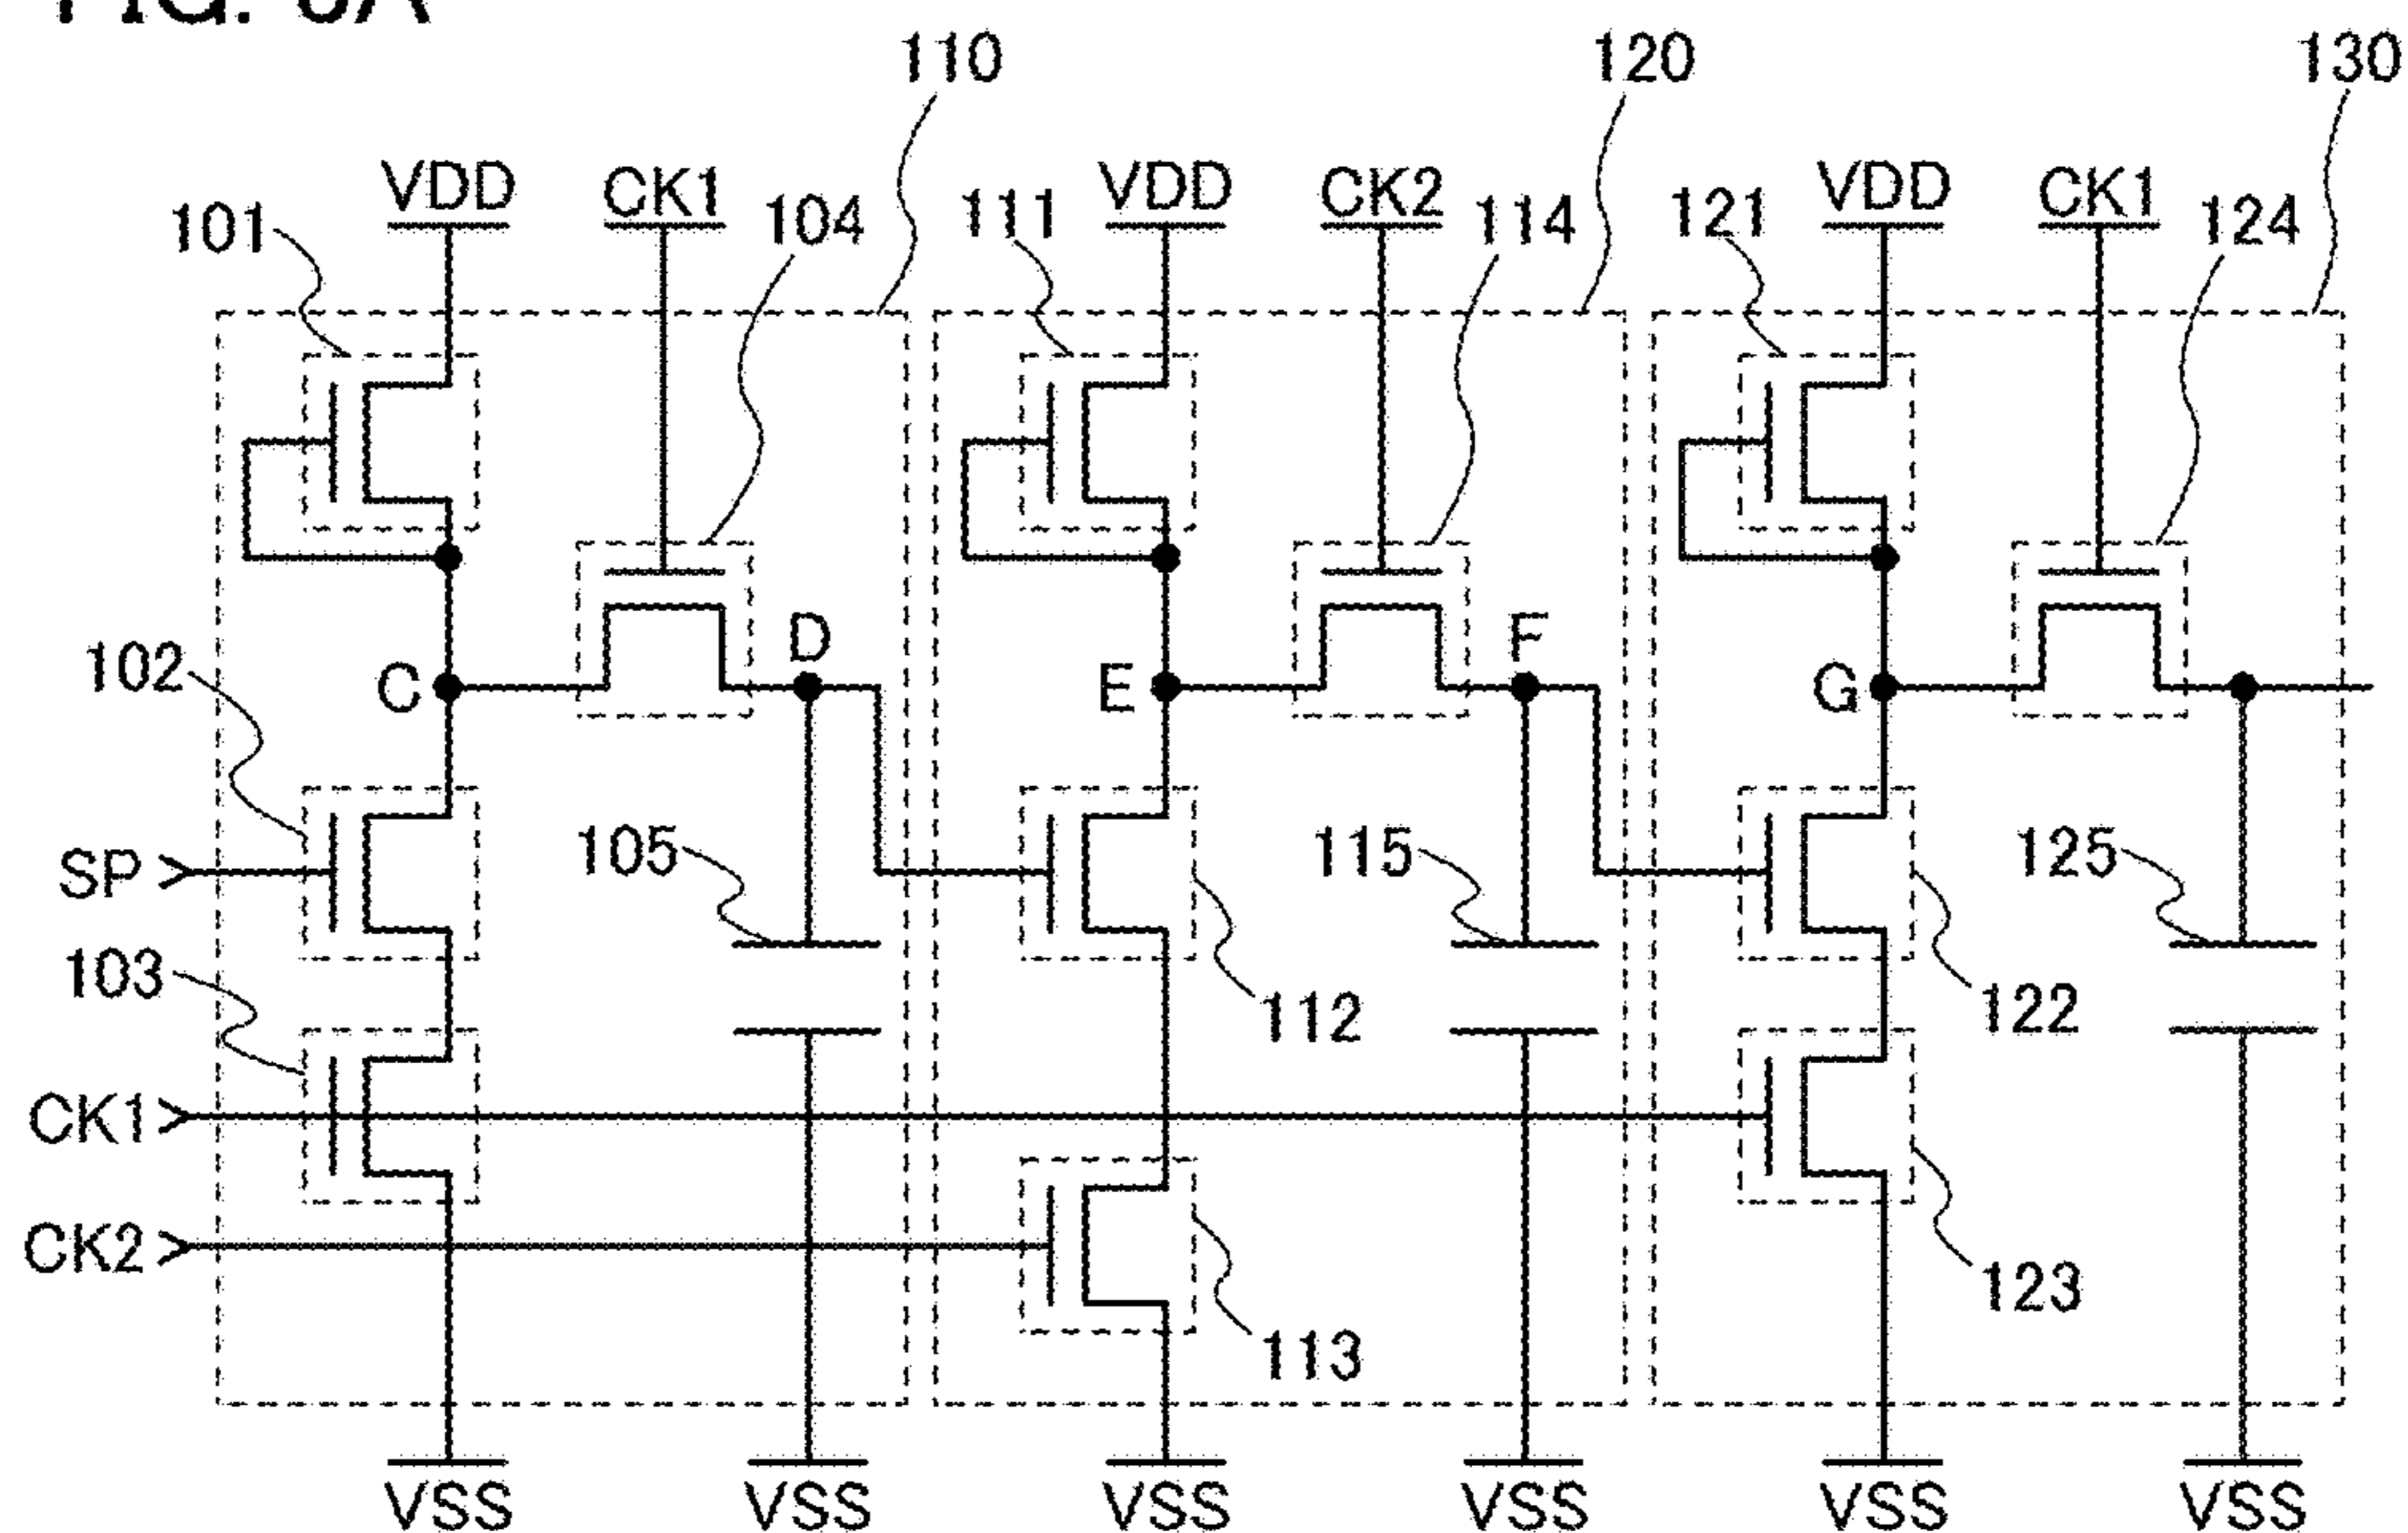 110 120 130
VDD CK1 VDD CK2 VDD CK1
101 104 111 114 121 124
D F
102 C E G
SP 105 115 125
103 112 122
CK1
CK2 123
113
VSS VSS VSS VSS VSS VSS